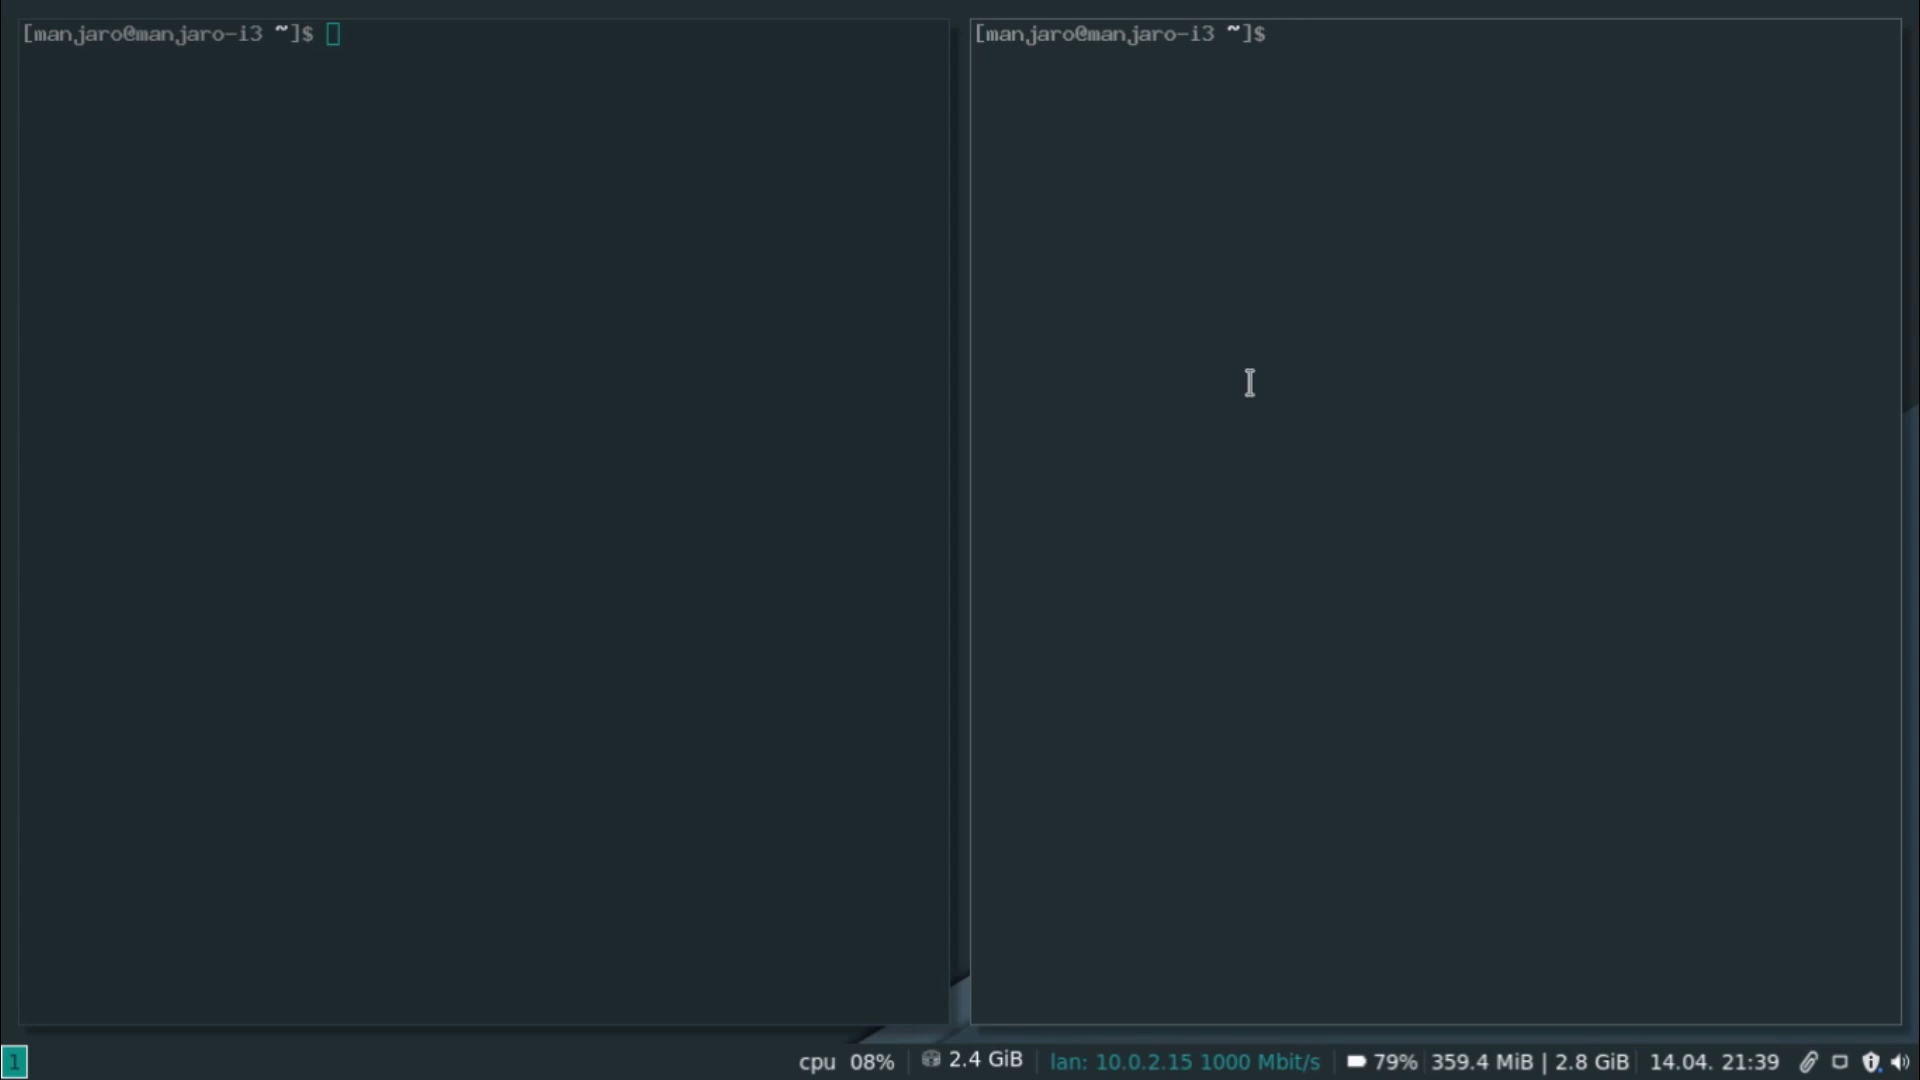 [manjaro@manjaro-i3 ~]$
[manjaro@manjaro-i3 ~]$
1
cpu 08% 2.4 GiB lan: 10.0.2.15 1000 Mbit/s 79% 359.4 MiB | 2.8 GiB 14.04. 21:39